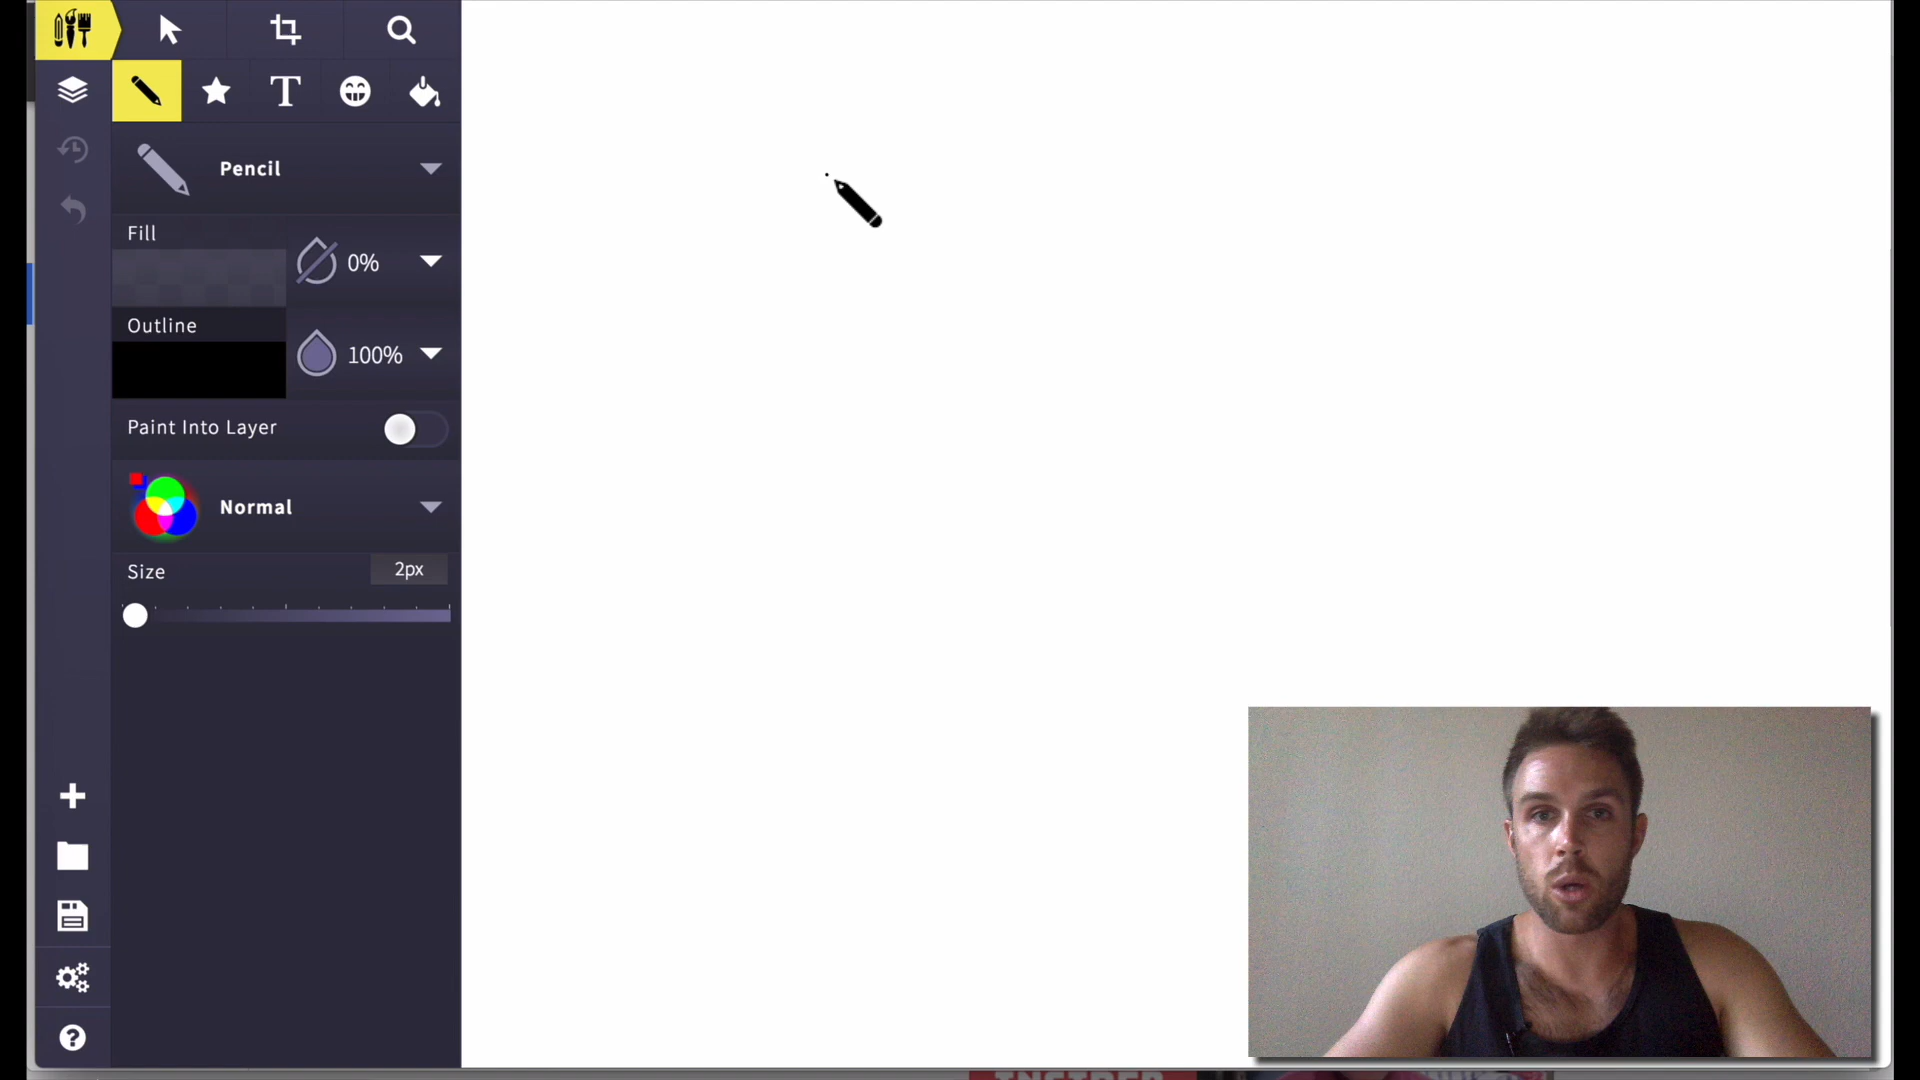 T
Pencil
Fill
0%
Outline
100%
Paint Into Layer
Normal
Size
2px
?